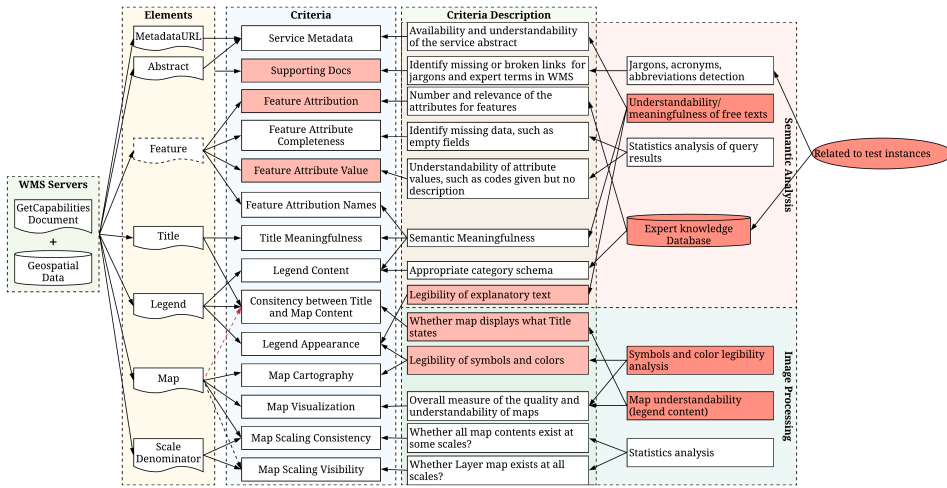 Elements
Criteria
Criteria Description
WMS Servers
GetCapabilities
Document
+
Geospatial
Data
MetadataURL
Abstract
Feature
Title
Legend
Map
Scale
Denominator
Service Metadata
Supporting Docs
Feature Attribution
Feature Attribute
Completeness
Feature Attribute Value
Feature Attribution Names
Title Meaningfulness
Legend Content
Consitency between Title
and Map Content
Legend Appearance
Map Cartography
Map Visualization
Map Scaling Consistency
Map Scaling Visibility
Availability and understandability
of the service abstract
Identify missing or broken links for
jargons and expert terms in WMS
Number and relevance of the
attributes for features
Identify missing data, such as
empty fields
Understandability of attribute
values, such as codes given but no
description
Semantic Meaningfulness
Appropriate category schema
Legibility of explanatory text
Whether map displays what Title
states
Legibility of symbols and colors
Overall measure of the quality and
understandability of maps
Whether all map contents exist at
some scales?
Whether Layer map exists at all
scales?
Jargons, acronyms,
abbreviations detection
Understandability/
meaningfulness of free texts
Statistics analysis of query
results
Expert knowledge
Database
Symbols and color legibility
analysis
Map understandability
(legend content)
Statistics analysis
Semantic Analysis
Image Processing
Related to test instances